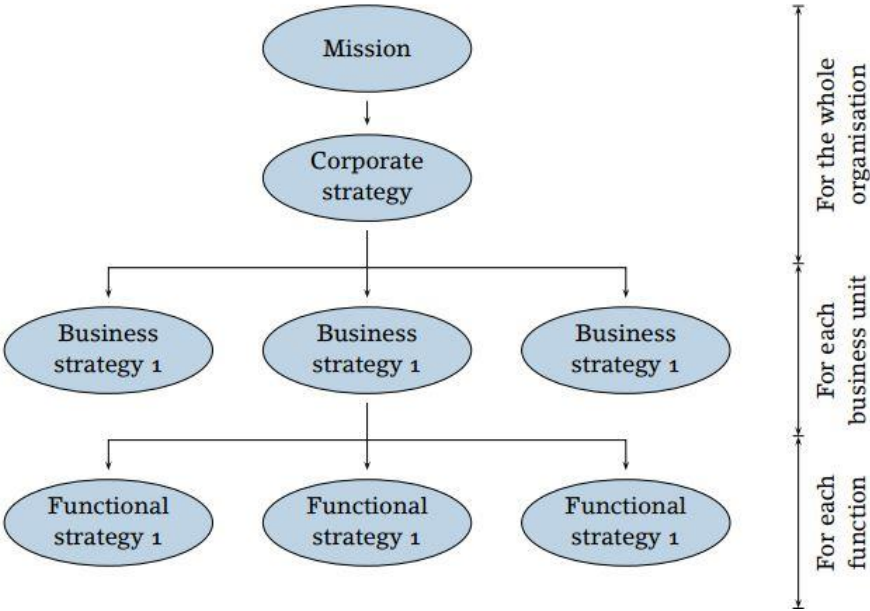 Mission
Corporate
strategy
Business
strategy 1
Business
strategy 1
Business
strategy 1
Functional
strategy 1
Functional
strategy 1
Functional
strategy 1
For the whole
organisation
For each
business unit
For each
function